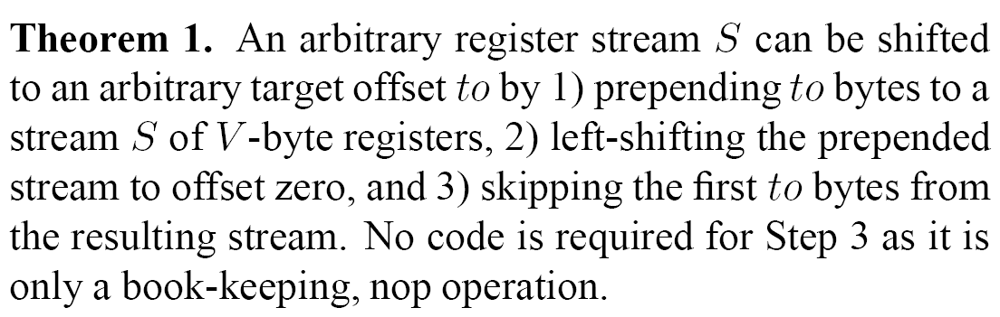 Theorem 1. An arbitrary register stream S can be shifted
to an arbitrary target offset to by 1) prepending to bytes to a
stream S of V-byte registers, 2) left-shifting the prepended
stream to offset zero, and 3) skipping the first to bytes from
the resulting stream. No code is required for Step 3 as it is
only a book-keeping, nop operation.